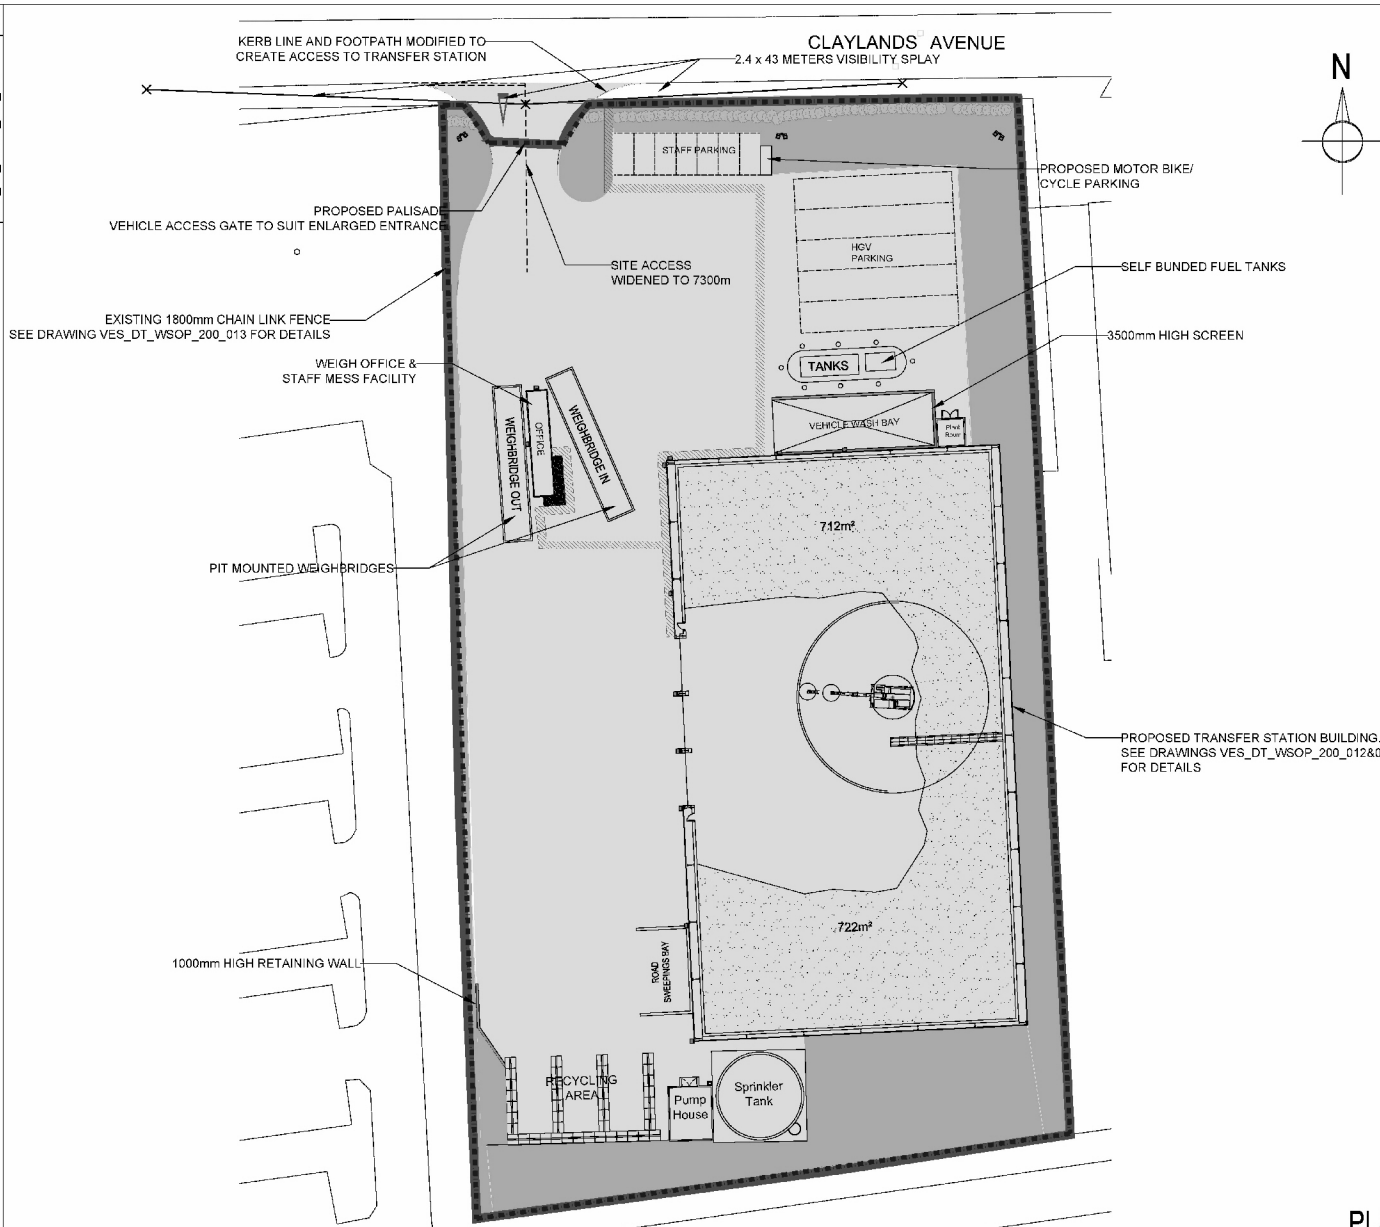 KERB LINE AND FOOTPATH MODIFIED TO
CREATE ACCESS TO TRANSFER STATION
CLAYLANDS AVENUE
2.4 x 43 METERS VISIBILITY SPLAY
N
STAFF PARKING
PROPOSED MOTOR BIKE/
CYCLE PARKING
PROPOSED PALISADE
VEHICLE ACCESS GATE TO SUIT ENLARGED ENTRANCE
HGV
PARKING
SITE ACCESS
WIDENED TO 7300m
SELF BUNDED FUEL TANKS
EXISTING 1800mm CHAIN LINK FENCE
SEE DRAWING VES_DT_WSOP_200_013 FOR DETAILS
3500mm HIGH SCREEN
WEIGH OFFICE &
STAFF MESS FACILITY
TANKS
WEIGHBRIDGE OUT
OFFICE
WEIGHBRIDGE IN
VEHICLE WASH BAY
Plant
Room
712m²
PIT MOUNTED WEIGHBRIDGES
PROPOSED TRANSFER STATION BUILDING.
SEE DRAWINGS VES_DT_WSOP_200_012&0
FOR DETAILS
722m²
1000mm HIGH RETAINING WALL
ROAD
SWEEPINGS BAY
RECYCLING
AREA
Pump
House
Sprinkler
Tank
Pl